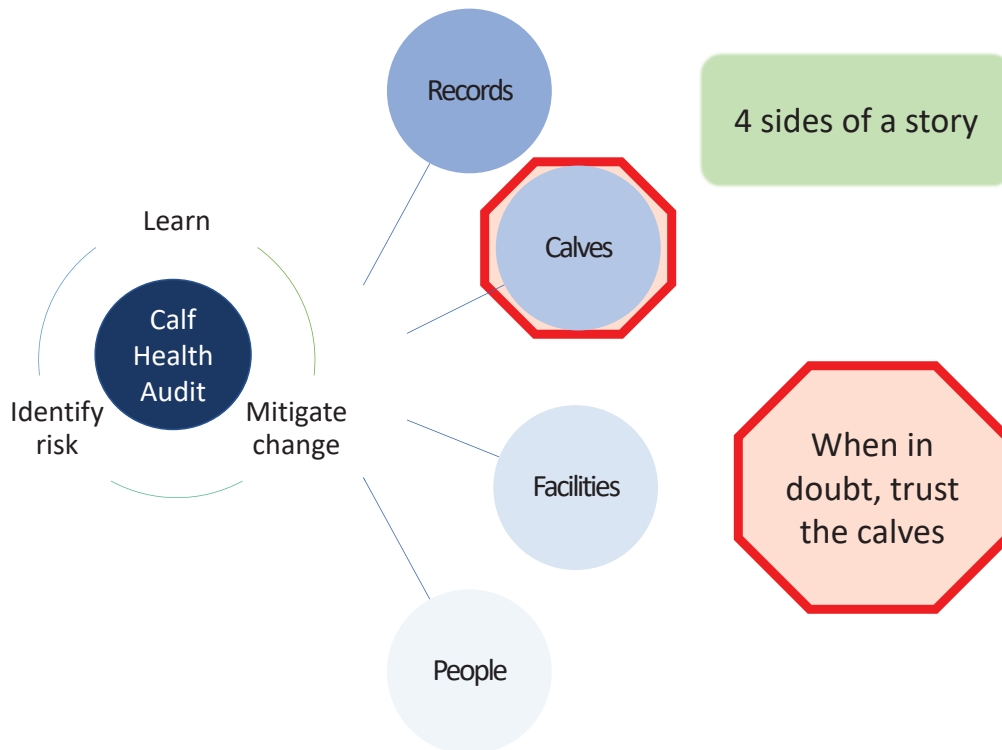 Records
4 sides of a story
Learn
Calves
Calf
Health
Audit
Identify
risk
Mitigate
change
Facilities
When in
doubt, trust
the calves
People